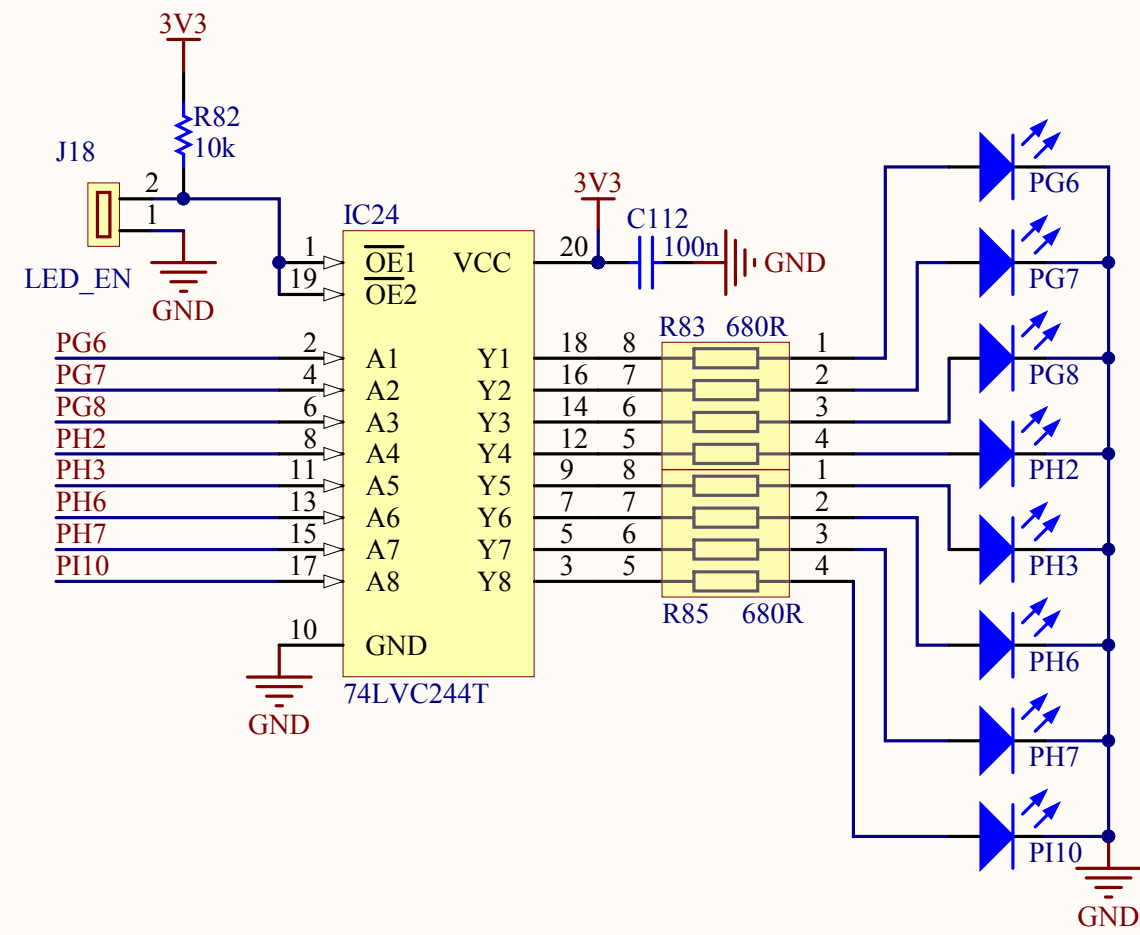 3V3
R82
10k
J18
2
1
LED_EN
GND
IC24
1
19
OE1
OE2
VCC
20
3V3
C112
100n
GND
PG6
PG7
PG8
PH2
PH3
PH6
PH7
PI10
2
4
6
8
11
13
15
17
A1
A2
A3
A4
A5
A6
A7
A8
Y1
Y2
Y3
Y4
Y5
Y6
Y7
Y8
18
16
14
12
9
7
5
3
8
7
6
5
8
7
6
5
R83 680R
1
2
3
4
1
2
3
4
R85 680R
10
GND
GND
74LVC244T
PG6
PG7
PG8
PH2
PH3
PH6
PH7
PI10
GND